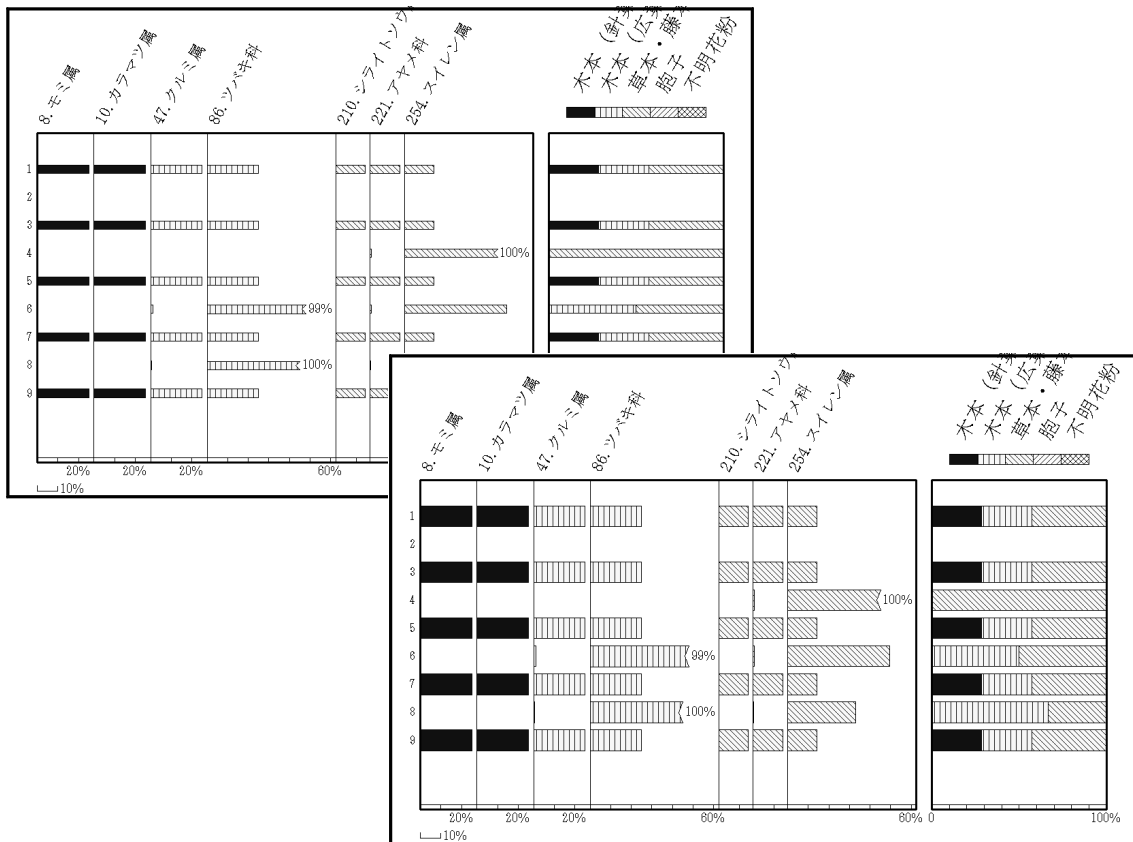 8. モミ属
10. カラマツ属
47. クルミ属
86. ツバキ科
210. シライトソウ
221. アヤメ科
254. スイレン属
木本 (針葉
木本 (広葉
草本・藤本
胞子
不明花粉
1
2
3
4 100%
5
6 99%
7
8 100%
9
20% 20% 20% 60%
10%
8. モミ属
10. カラマツ属
47. クルミ属
86. ツバキ科
210. シライトソウ
221. アヤメ科
254. スイレン属
木本 (針葉
木本 (広葉
草本・藤本
胞子
不明花粉
1
2
3
4 100%
5
6 99%
7
8 100%
9
20% 20% 20% 60% 60% 0 100%
10%